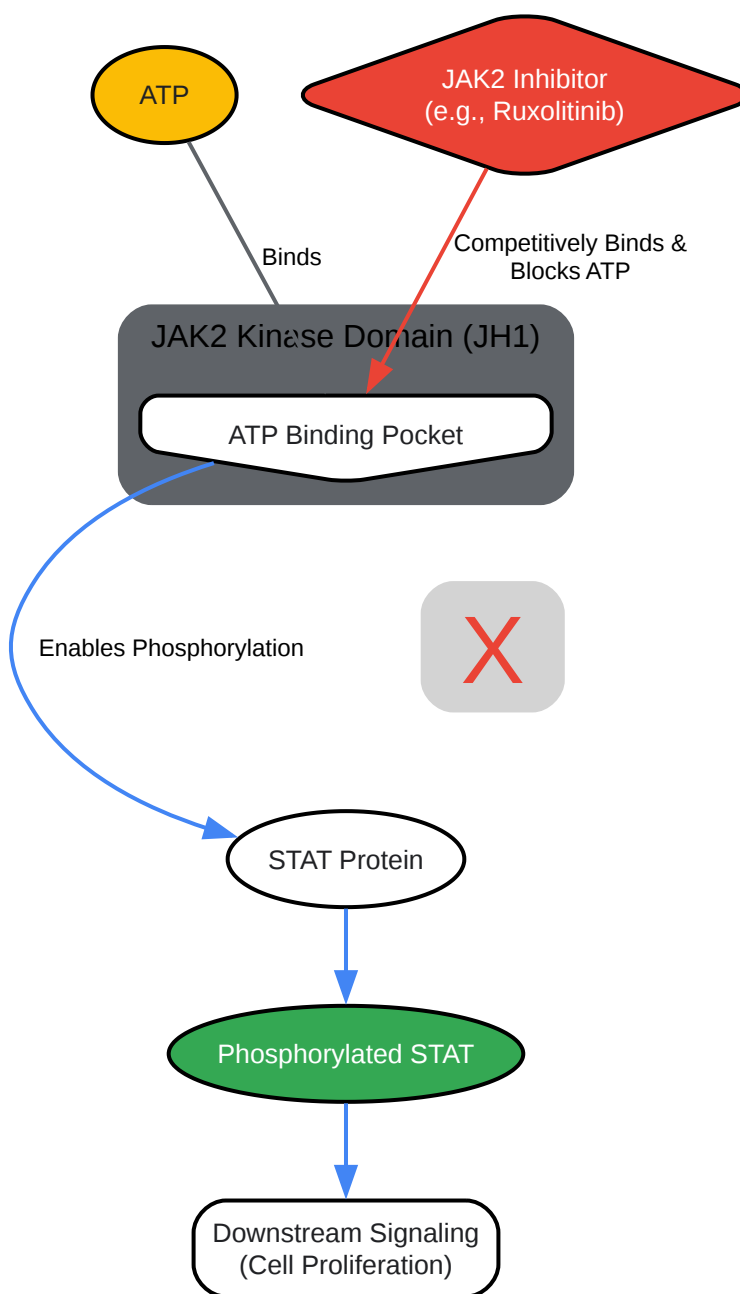 ATP
JAK2 Inhibitor
(e.g., Ruxolitinib)
Binds
Competitively Binds &
Blocks ATP
JAK2 Kinase Domain (JH1)
ATP Binding Pocket
Enables Phosphorylation
X
STAT Protein
Phosphorylated STAT
Downstream Signaling
(Cell Proliferation)